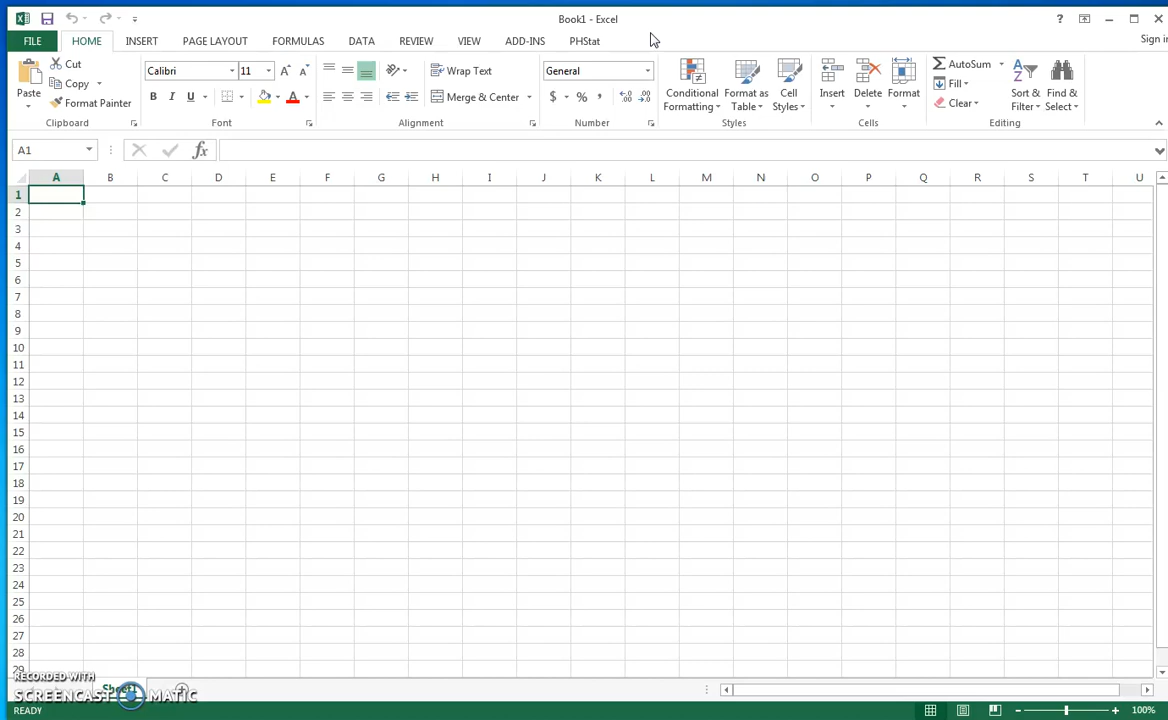 Book1 - Excel
?
FILE HOME INSERT PAGE LAYOUT FORMULAS DATA REVIEW VIEW ADD-INS PHStat
Sign in
Paste
Cut
Copy
Format Painter
Clipboard
Calibri 11
B I U
Font
Wrap Text
Merge & Center
Alignment
General
$ % ,
Number
Conditional
Formatting
Format as
Table
Cell
Styles
Styles
Insert Delete Format
Cells
AutoSum
Fill
Clear
Sort &
Filter
Find &
Select
Editing
A1
fx
A B C D E F G H I J K L M N O P Q R S T U
1
2
3
4
5
6
7
8
9
10
11
12
13
14
15
16
17
18
19
20
21
22
23
24
25
26
27
28
29
RECORDED WITH
SCREENCAST MATIC
Sheet1
READY
100%